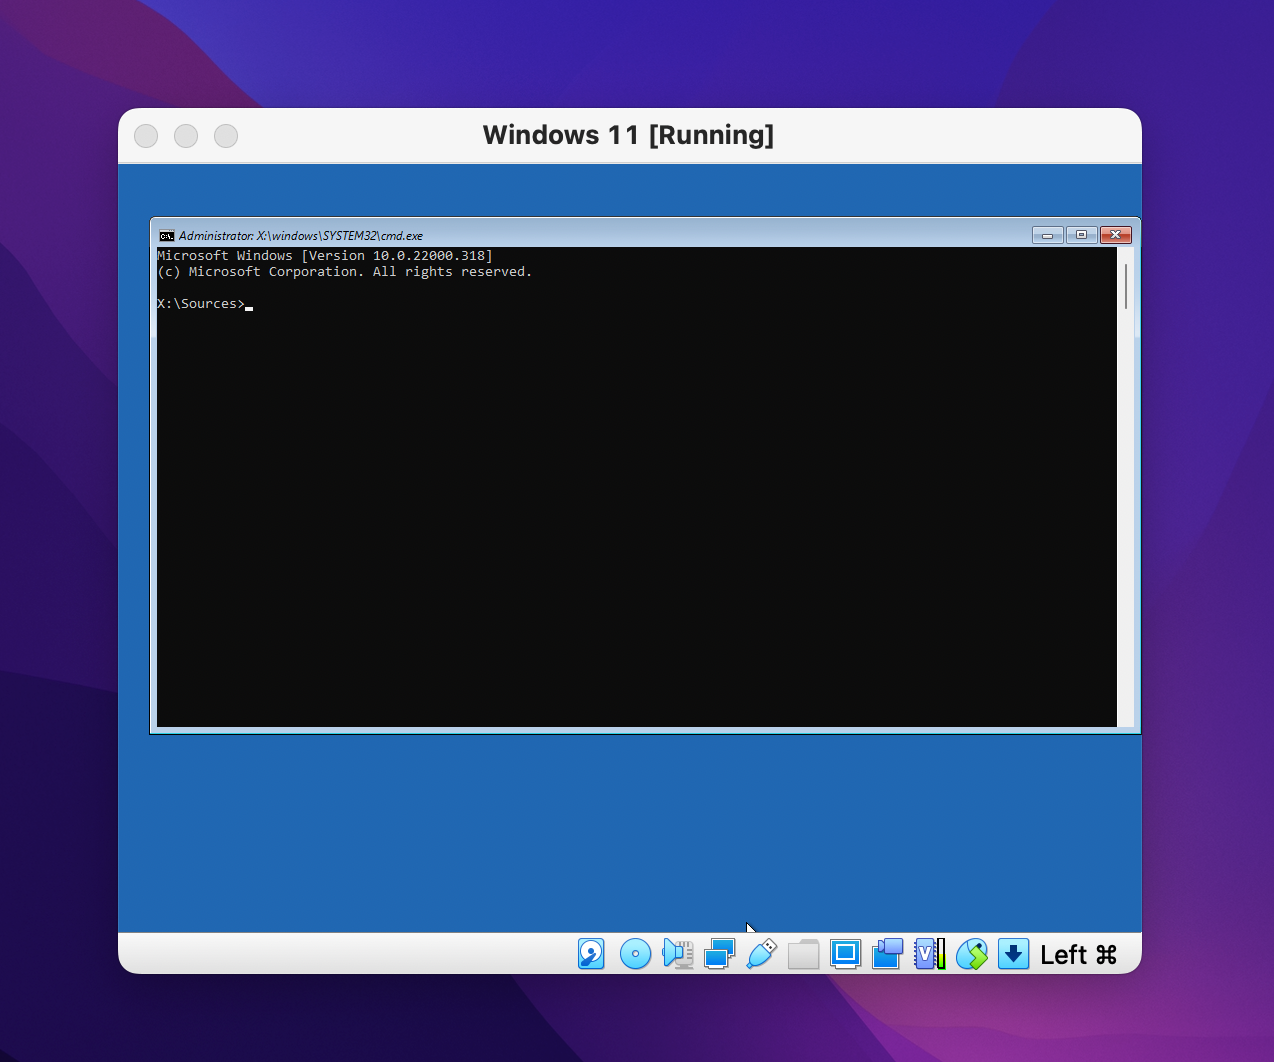 Windows 11 [Running]
Administrator: X:\windows\SYSTEM32\cmd.exe
Microsoft Windows [Version 10.0.22000.318]
(c) Microsoft Corporation. All rights reserved.
X:\Sources>
Left ⌘